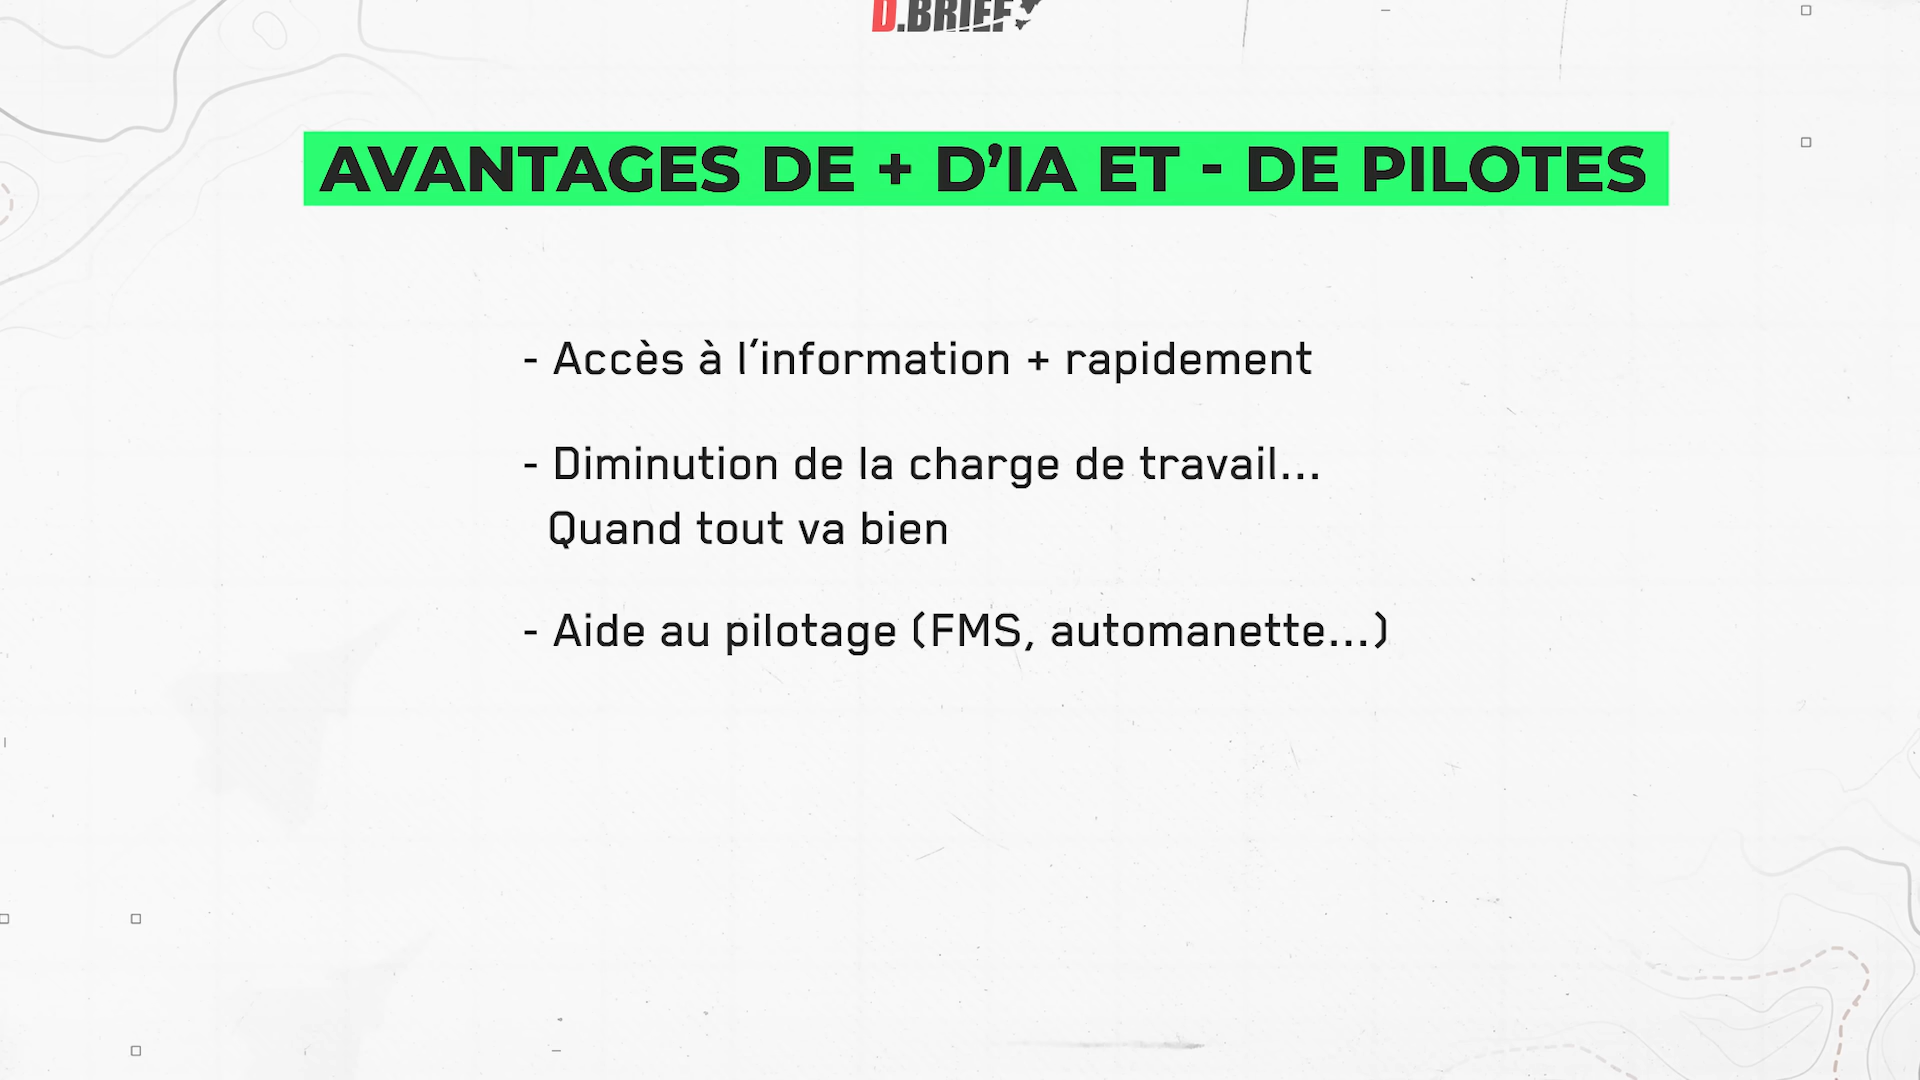 D.BRIEF
AVANTAGES DE + D’IA ET - DE PILOTES
- Accès à l’information + rapidement
- Diminution de la charge de travail...
Quand tout va bien
- Aide au pilotage (FMS, automanette...)